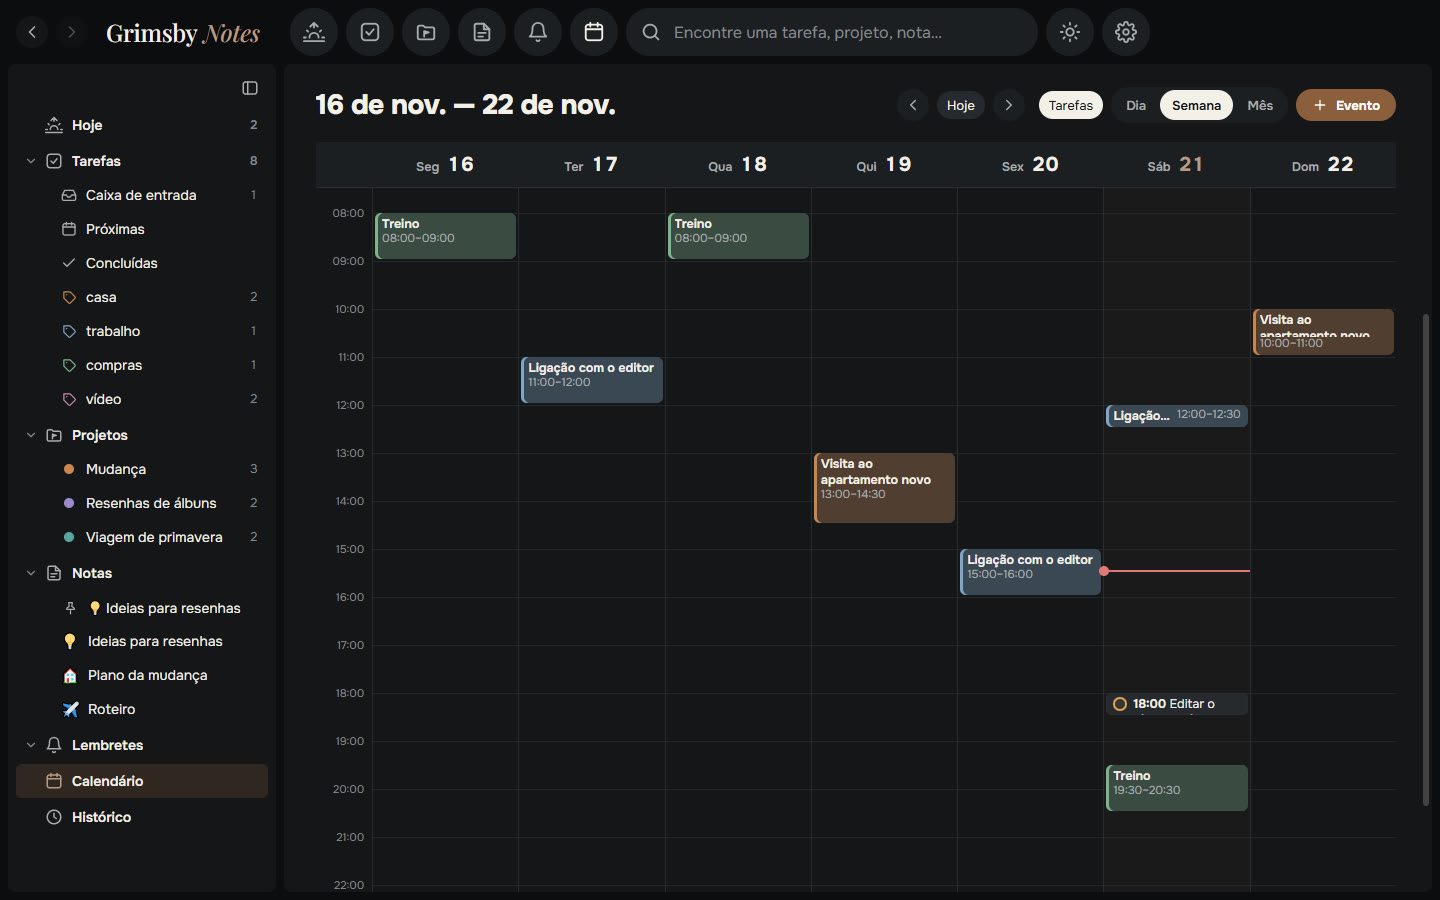 Grimsby Notes
Encontre uma tarefa, projeto, nota...
Hoje 2
Tarefas 8
Caixa de entrada 1
Próximas
Concluídas
casa 2
trabalho 1
compras 1
vídeo 2
Projetos
Mudança 3
Resenhas de álbuns 2
Viagem de primavera 2
Notas
Ideias para resenhas
Ideias para resenhas
Plano da mudança
Roteiro
Lembretes
Calendário
Histórico
16 de nov. — 22 de nov.
Hoje
Tarefas
Dia Semana Mês
+ Evento
Seg 16 Ter 17 Qua 18 Qui 19 Sex 20 Sáb 21 Dom 22
08:00
Treino
08:00–09:00
Treino
08:00–09:00
09:00
10:00
Visita ao
apartamento novo
10:00–11:00
11:00
Ligação com o editor
11:00–12:00
12:00
Ligação... 12:00–12:30
13:00
Visita ao
apartamento novo
13:00–14:30
14:00
15:00
Ligação com o editor
15:00–16:00
16:00
17:00
18:00
18:00 Editar o
19:00
Treino
19:30–20:30
20:00
21:00
22:00